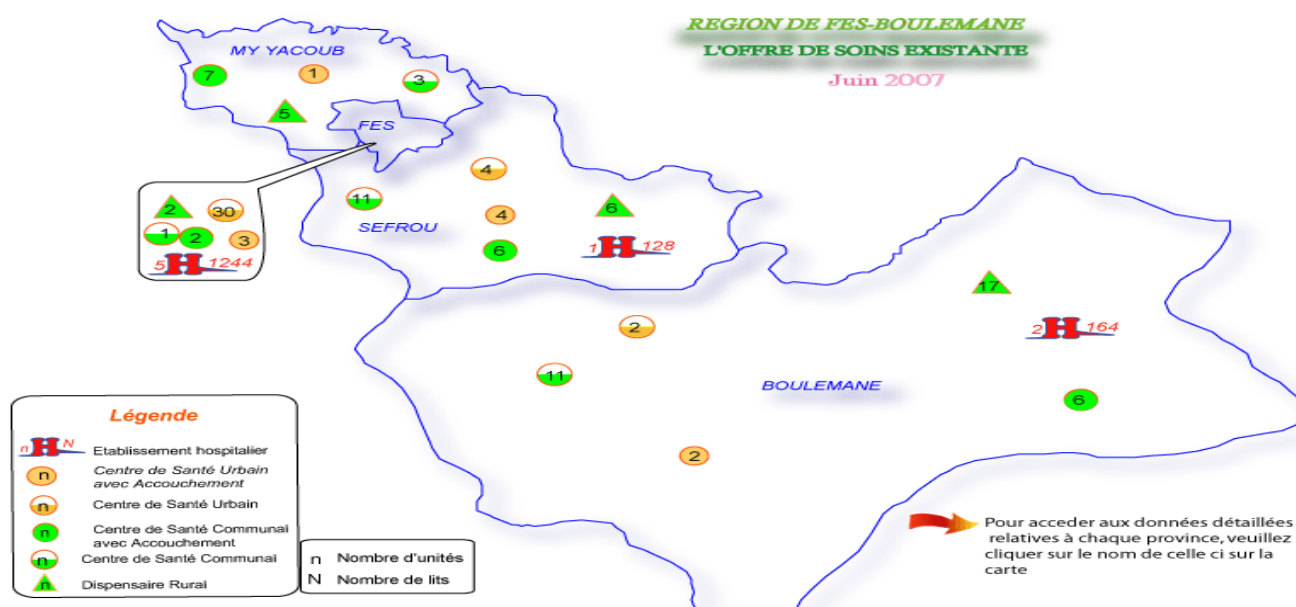 REGION DE FES-BOULEMANE
L'OFFRE DE SOINS EXISTANTE
Juin 2007
MY YACOUB
7
1
3
5
FES
2
30
1
2
3
5 H 1244
4
11
4
6
SEFROU
6
1 H 128
17
2 H 164
2
11
BOULEMANE
6
2
Légende
n H N Etablissement hospitalier
n Centre de Santé Urbain
avec Accouchement
n Centre de Santé Urbain
n Centre de Santé Communal
avec Accouchement
n Centre de Santé Communal
n Dispensaire Rural
n Nombre d'unités
N Nombre de lits
Pour acceder aux données détaillées
relatives à chaque province, veuillez
cliquer sur le nom de celle ci sur la
carte